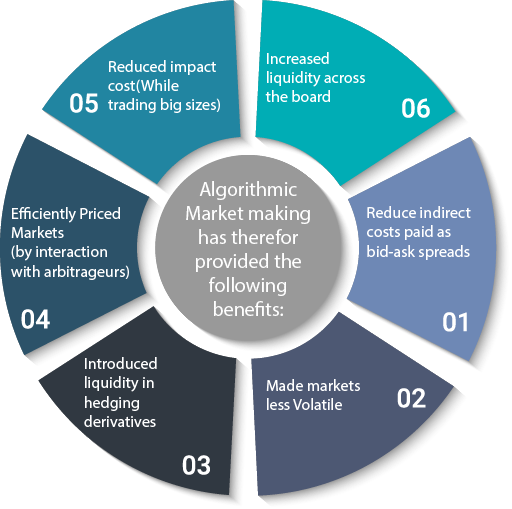 Algorithmic
Market making
has therefor
provided the
following
benefits:
Reduce indirect
costs paid as
bid-ask spreads
01
Made markets
less Volatile
02
Introduced
liquidity in
hedging
derivatives
03
Efficiently Priced
Markets
(by interaction
with arbitrageurs)
04
Reduced impact
cost(While
trading big sizes)
05
Increased
liquidity across
the board
06